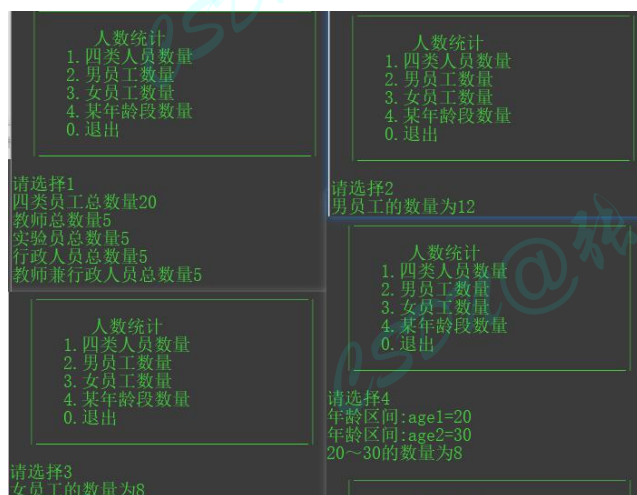 人数统计
1.四类人员数量
2.男员工数量
3.女员工数量
4.某年龄段数量
0.退出
请选择1
四类员工总数量20
教师总数量5
实验员总数量5
行政人员总数量5
教师兼行政人员总数量5
人数统计
1.四类人员数量
2.男员工数量
3.女员工数量
4.某年龄段数量
0.退出
请选择2
男员工的数量为12
人数统计
1.四类人员数量
2.男员工数量
3.女员工数量
4.某年龄段数量
0.退出
请选择3
女员工的数量为8
人数统计
1.四类人员数量
2.男员工数量
3.女员工数量
4.某年龄段数量
0.退出
请选择4
年龄区间:age1=20
年龄区间:age2=30
20～30的数量为8